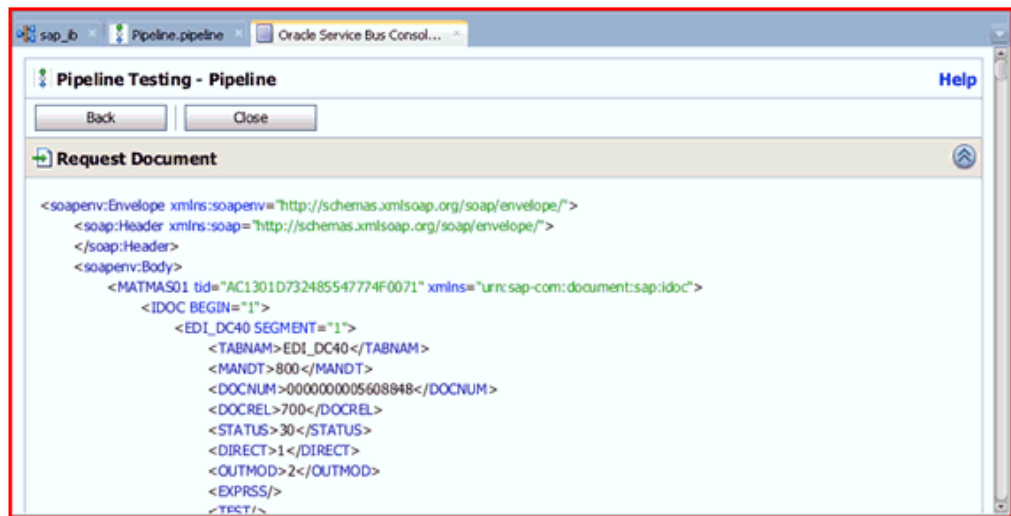 sap_ib Pipeline.pipeline Oracle Service Bus Consol...
Pipeline Testing - Pipeline Help
Back Close
Request Document
<soapenv:Envelope xmlns:soapenv="http://schemas.xmlsoap.org/soap/envelope/">
<soap:Header xmlns:soap="http://schemas.xmlsoap.org/soap/envelope/">
</soap:Header>
<soapenv:Body>
<MATMAS01 tid="AC1301D732485547774F0071" xmlns="urn:sap-com:document:sap:idoc">
<IDOC BEGIN="1">
<EDI_DC40 SEGMENT="1">
<TABNAM>EDI_DC40</TABNAM>
<MANDT>800</MANDT>
<DOCNUM>0000000005608848</DOCNUM>
<DOCREL>700</DOCREL>
<STATUS>30</STATUS>
<DIRECT>1</DIRECT>
<OUTMOD>2</OUTMOD>
<EXPRSS/>
<TEST/>